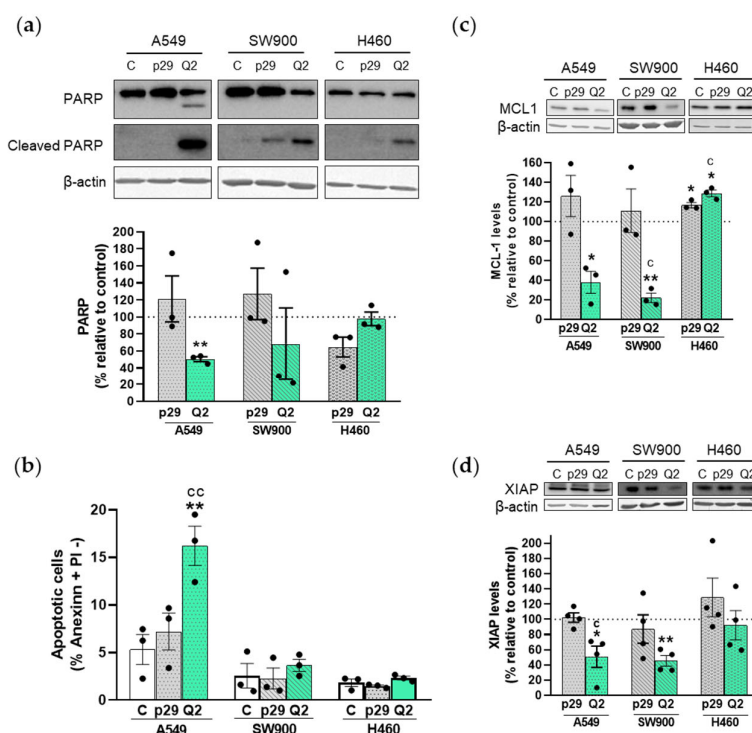 (a)
A549 SW900 H460
C p29 Q2 C p29 Q2 C p29 Q2
PARP
Cleaved PARP
β-actin
PARP
(% relative to control)
200
180
160
140
120
100
80
60
40
20
0
**
p29 Q2 p29 Q2 p29 Q2
A549 SW900 H460
(b)
Apoptotic cells
(% Anexinn + PI -)
20
15
10
5
0
cc
**
C p29 Q2 C p29 Q2 C p29 Q2
A549 SW900 H460
(c)
A549 SW900 H460
C p29 Q2 C p29 Q2 C p29 Q2
MCL1
β-actin
MCL-1 levels
(% relative to control)
160
140
120
100
80
60
40
20
0
*
c
**
*
c
*
p29 Q2 p29 Q2 p29 Q2
A549 SW900 H460
(d)
A549 SW900 H460
C p29 Q2 C p29 Q2 C p29 Q2
XIAP
β-actin
XIAP levels
(% relative to control)
200
180
160
140
120
100
80
60
40
20
0
c
*
**
p29 Q2 p29 Q2 p29 Q2
A549 SW900 H460